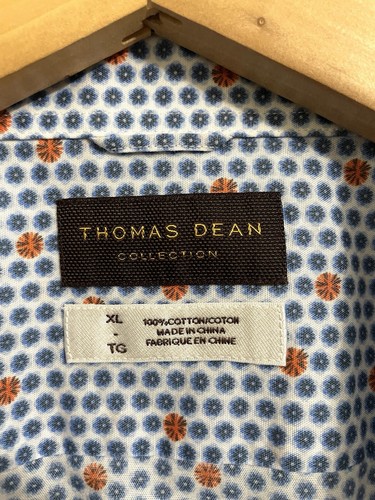 THOMAS DEAN
COLLECTION
XL
-
TG
100% COTTON/COTON
MADE IN CHINA
FABRIQUE EN CHINE